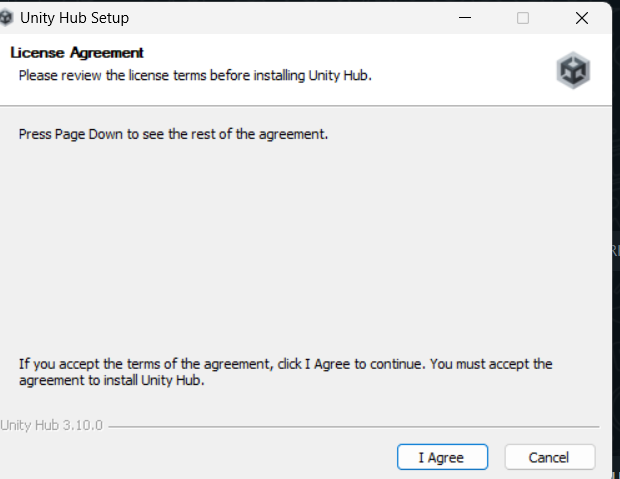 Unity Hub Setup
License Agreement
Please review the license terms before installing Unity Hub.
Press Page Down to see the rest of the agreement.
If you accept the terms of the agreement, click I Agree to continue. You must accept the
agreement to install Unity Hub.
Unity Hub 3.10.0
I Agree
Cancel